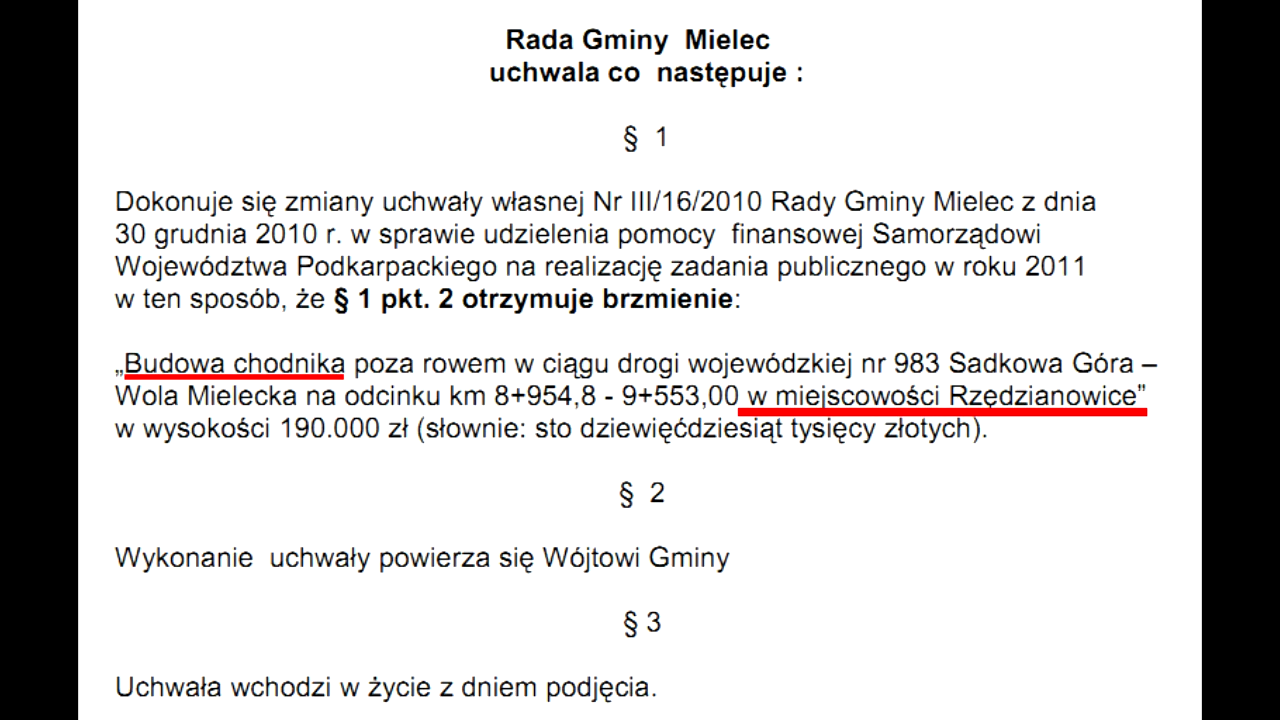 Rada Gminy Mielec
uchwala co następuje :
§ 1
Dokonuje się zmiany uchwały własnej Nr III/16/2010 Rady Gminy Mielec z dnia
30 grudnia 2010 r. w sprawie udzielenia pomocy finansowej Samorządowi
Województwa Podkarpackiego na realizację zadania publicznego w roku 2011
w ten sposób, że § 1 pkt. 2 otrzymuje brzmienie:
„Budowa chodnika poza rowem w ciągu drogi wojewódzkiej nr 983 Sadkowa Góra –
Wola Mielecka na odcinku km 8+954,8 - 9+553,00 w miejscowości Rzędzianowice”
w wysokości 190.000 zł (słownie: sto dziewięćdziesiąt tysięcy złotych).
§ 2
Wykonanie uchwały powierza się Wójtowi Gminy
§ 3
Uchwała wchodzi w życie z dniem podjęcia.